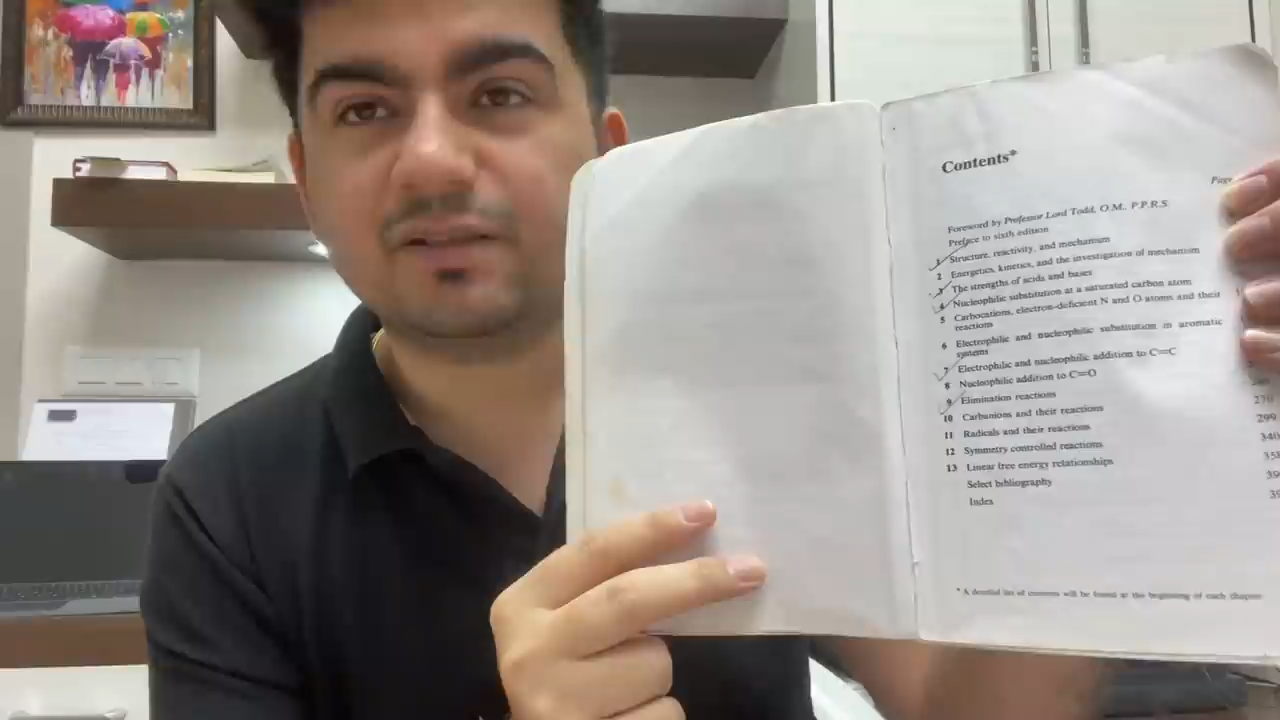 Contents*
Page
Foreword by Professor Lord Todd, O.M., P.P.R.S.
Preface to sixth edition
1 Structure, reactivity, and mechanism
2 Energetics, kinetics, and the investigation of mechanism
3 The strengths of acids and bases
4 Nucleophilic substitution at a saturated carbon atom
5 Carbocations, electron-deficient N and O atoms and their
reactions
6 Electrophilic and nucleophilic substitution in aromatic
systems
7 Electrophilic and nucleophilic addition to C=C
8 Nucleophilic addition to C=O
9 Elimination reactions
10 Carbanions and their reactions 270
11 Radicals and their reactions 299
12 Symmetry controlled reactions 340
13 Linear free energy relationships
Select bibliography
Index
* A detailed list of contents will be found at the beginning of each chapter